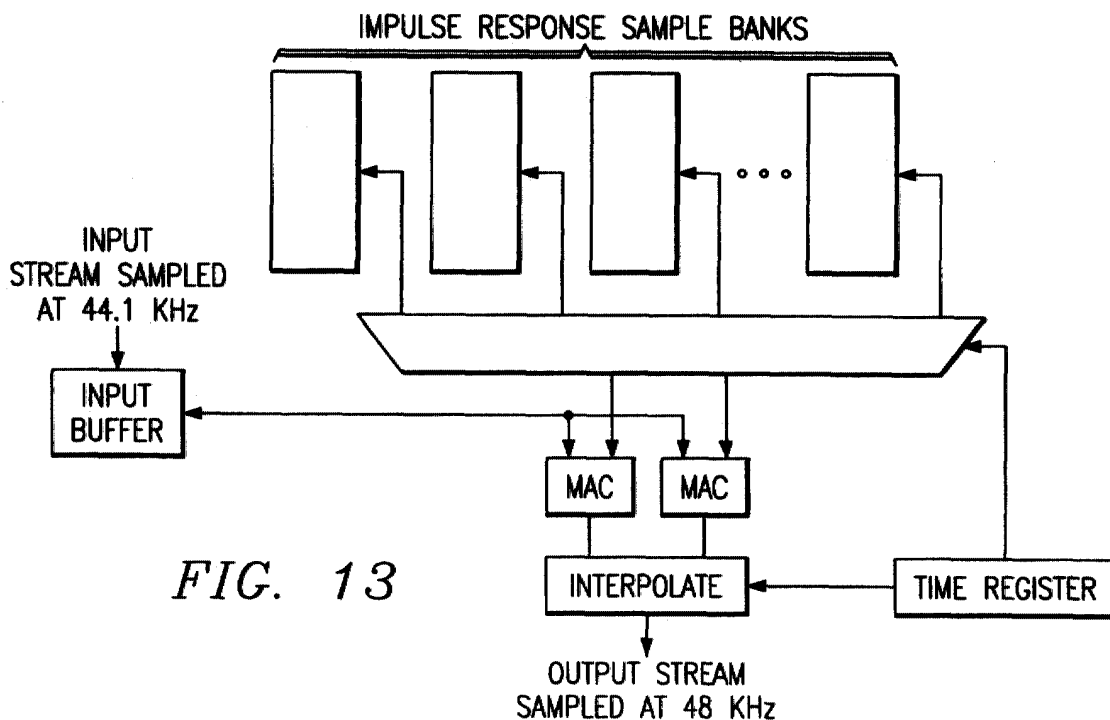 IMPULSE RESPONSE SAMPLE BANKS
INPUT
STREAM SAMPLED
AT 44.1 KHz
INPUT
BUFFER
MAC
MAC
FIG. 13
INTERPOLATE
TIME REGISTER
OUTPUT STREAM
SAMPLED AT 48 KHz